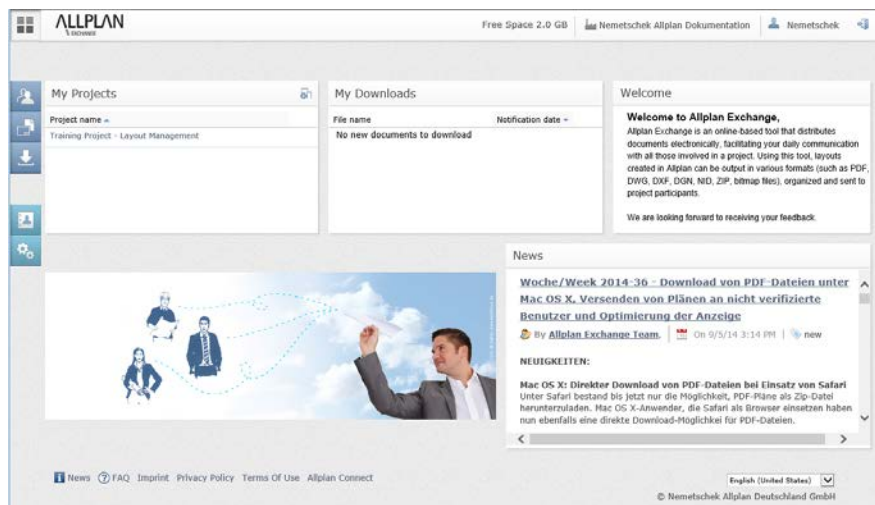 ALLPLAN
EXCHANGE
Free Space 2.0 GB
Nemetschek Allplan Dokumentation
Nemetschek
My Projects
Project name
Training Project - Layout Management
My Downloads
File name Notification date
No new documents to download
Welcome
Welcome to Allplan Exchange,
Allplan Exchange is an online-based tool that distributes
documents electronically, facilitating your daily communication
with all those involved in a project. Using this tool, layouts
created in Allplan can be output in various formats (such as PDF,
DWG, DXF, DGN, NID, ZIP, bitmap files), organized and sent to
project participants.
We are looking forward to receiving your feedback.
News
Woche/Week 2014-36 - Download von PDF-Dateien unter
Mac OS X, Versenden von Plänen an nicht verifizierte
Benutzer und Optimierung der Anzeige
By Allplan Exchange Team, On 9/5/14 3:14 PM new
NEUIGKEITEN:
Mac OS X: Direkter Download von PDF-Dateien bei Einsatz von Safari
Unter Safari bestand bis jetzt nur die Möglichkeit, PDF-Pläne als Zip-Datei
herunterzuladen. Mac OS X-Anwender, die Safari als Browser einsetzen haben
nun ebenfalls eine direkte Download-Möglichkei für PDF-Dateien.
News FAQ Imprint Privacy Policy Terms Of Use Allplan Connect
English (United States)
© Nemetschek Allplan Deutschland GmbH